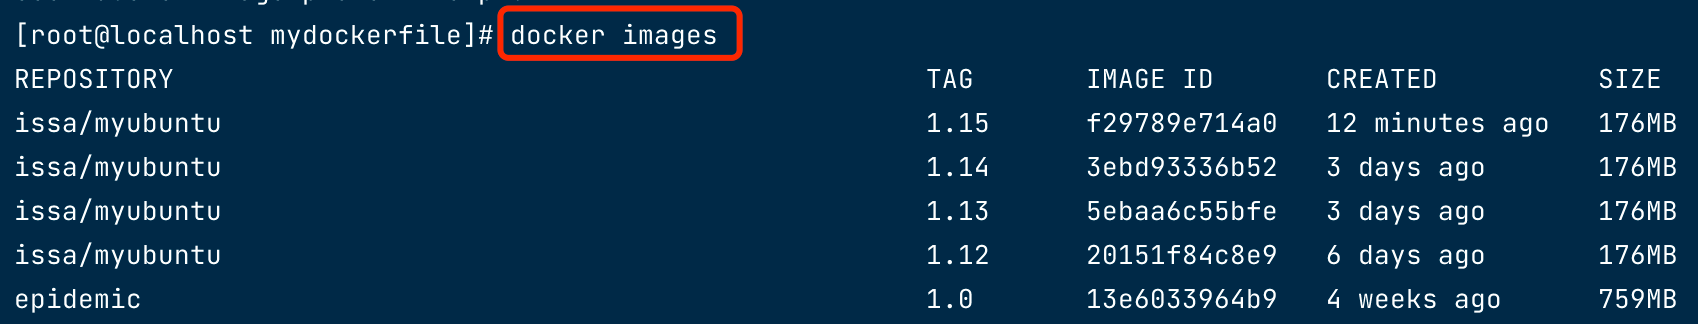 [root@localhost mydockerfile]# docker images
REPOSITORY TAG IMAGE ID CREATED SIZE
issa/myubuntu 1.15 f29789e714a0 12 minutes ago 176MB
issa/myubuntu 1.14 3ebd93336b52 3 days ago 176MB
issa/myubuntu 1.13 5ebaa6c55bfe 3 days ago 176MB
issa/myubuntu 1.12 20151f84c8e9 6 days ago 176MB
epidemic 1.0 13e6033964b9 4 weeks ago 759MB